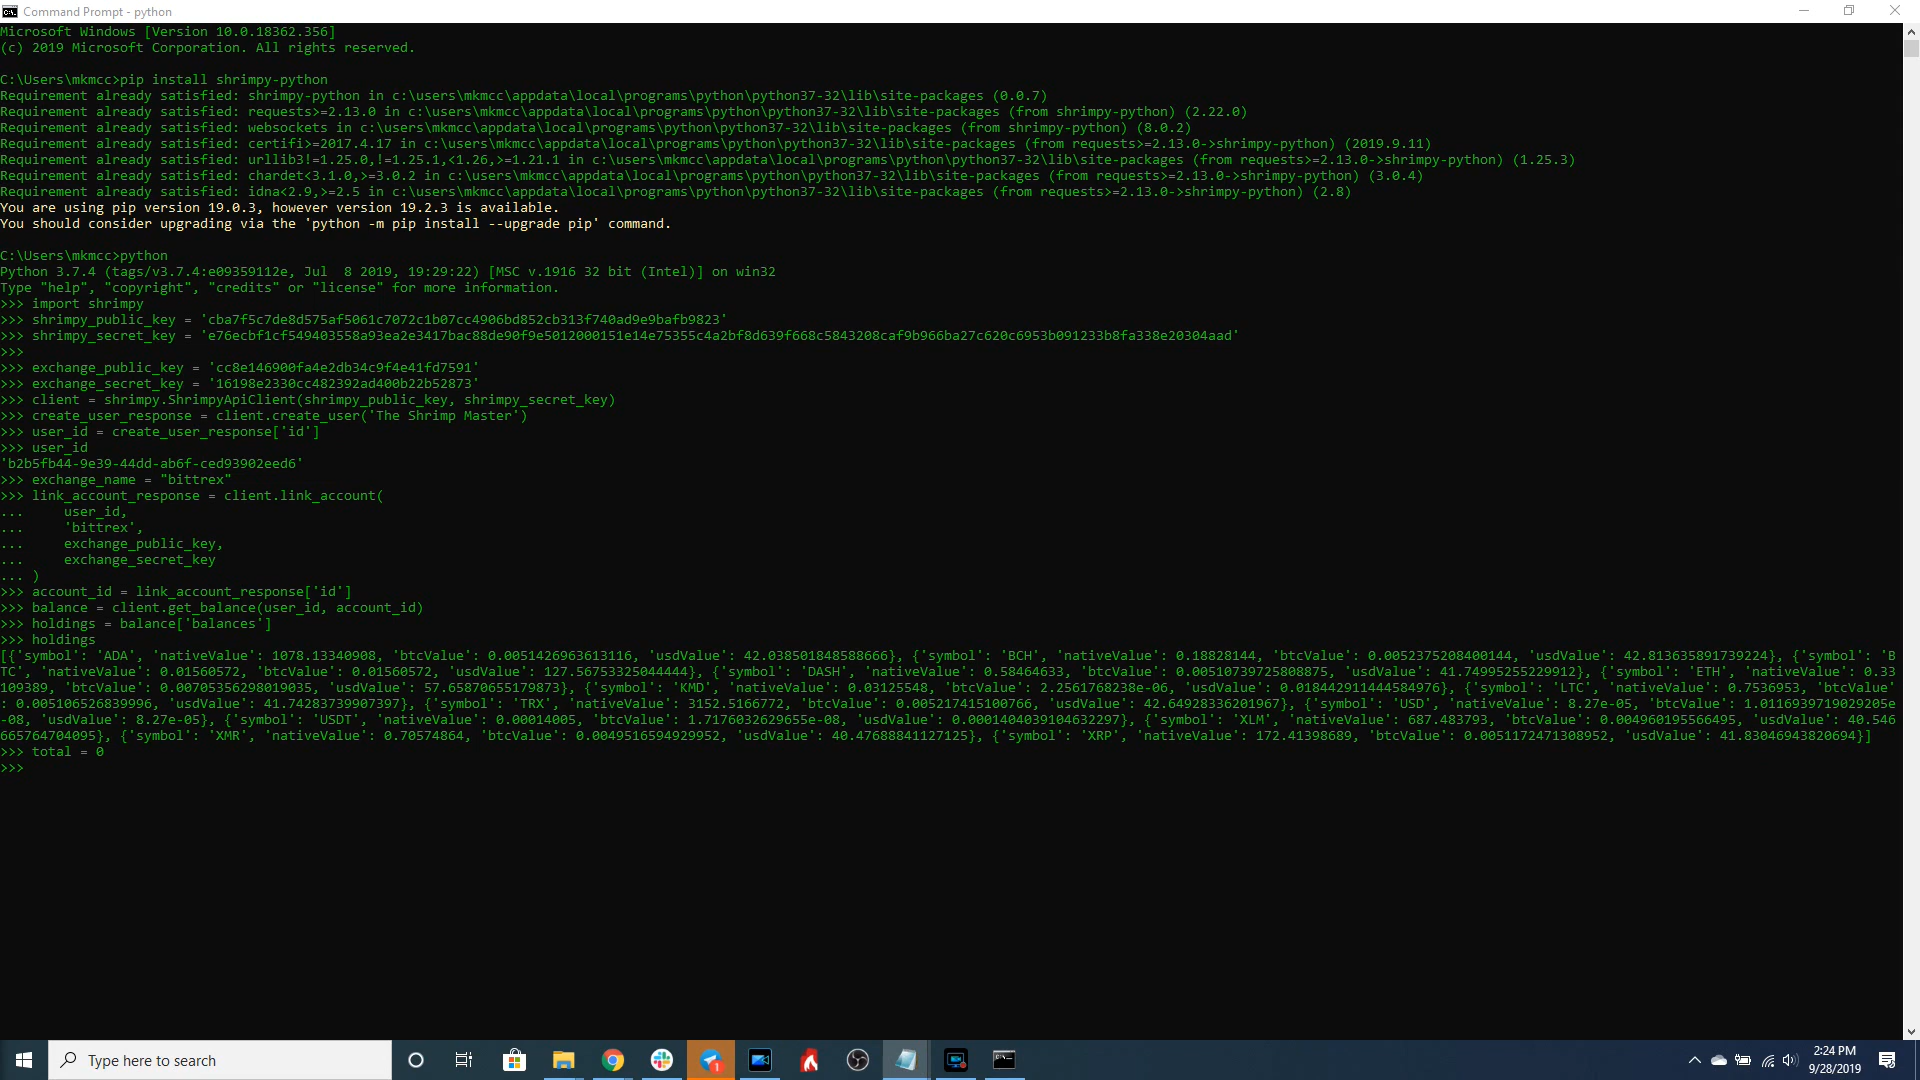 Command Prompt - python
Microsoft Windows [Version 10.0.18362.356]
(c) 2019 Microsoft Corporation. All rights reserved.
C:\Users\mkmcc>pip install shrimpy-python
Requirement already satisfied: shrimpy-python in c:\users\mkmcc\appdata\local\programs\python\python37-32\lib\site-packages (0.0.7)
Requirement already satisfied: requests>=2.13.0 in c:\users\mkmcc\appdata\local\programs\python\python37-32\lib\site-packages (from shrimpy-python) (2.22.0)
Requirement already satisfied: websockets in c:\users\mkmcc\appdata\local\programs\python\python37-32\lib\site-packages (from shrimpy-python) (8.0.2)
Requirement already satisfied: certifi>=2017.4.17 in c:\users\mkmcc\appdata\local\programs\python\python37-32\lib\site-packages (from requests>=2.13.0->shrimpy-python) (2019.9.11)
Requirement already satisfied: urllib3!=1.25.0,!=1.25.1,<1.26,>=1.21.1 in c:\users\mkmcc\appdata\local\programs\python\python37-32\lib\site-packages (from requests>=2.13.0->shrimpy-python) (1.25.3)
Requirement already satisfied: chardet<3.1.0,>=3.0.2 in c:\users\mkmcc\appdata\local\programs\python\python37-32\lib\site-packages (from requests>=2.13.0->shrimpy-python) (3.0.4)
Requirement already satisfied: idna<2.9,>=2.5 in c:\users\mkmcc\appdata\local\programs\python\python37-32\lib\site-packages (from requests>=2.13.0->shrimpy-python) (2.8)
You are using pip version 19.0.3, however version 19.2.3 is available.
You should consider upgrading via the 'python -m pip install --upgrade pip' command.
C:\Users\mkmcc>python
Python 3.7.4 (tags/v3.7.4:e09359112e, Jul  8 2019, 19:29:22) [MSC v.1916 32 bit (Intel)] on win32
Type "help", "copyright", "credits" or "license" for more information.
>>> import shrimpy
>>> shrimpy_public_key = 'cba7f5c7de8d575af5061c7072c1b07cc4906bd852cb313f740ad9e9bafb9823'
>>> shrimpy_secret_key = 'e76ecbf1cf549403558a93ea2e3417bac88de90f9e5012000151e14e75355c4a2bf8d639f668c5843208caf9b966ba27c620c6953b091233b8fa338e20304aad'
>>>
>>> exchange_public_key = 'cc8e146900fa4e2db34c9f4e41fd7591'
>>> exchange_secret_key = '16198e2330cc482392ad400b22b52873'
>>> client = shrimpy.ShrimpyApiClient(shrimpy_public_key, shrimpy_secret_key)
>>> create_user_response = client.create_user('The Shrimp Master')
>>> user_id = create_user_response['id']
>>> user_id
'b2b5fb44-9e39-44dd-ab6f-ced93902eed6'
>>> exchange_name = "bittrex"
>>> link_account_response = client.link_account(
...     user_id,
...     'bittrex',
...     exchange_public_key,
...     exchange_secret_key
... )
>>> account_id = link_account_response['id']
>>> balance = client.get_balance(user_id, account_id)
>>> holdings = balance['balances']
>>> holdings
[{'symbol': 'ADA', 'nativeValue': 1078.13340908, 'btcValue': 0.0051426963613116, 'usdValue': 42.038501848588666}, {'symbol': 'BCH', 'nativeValue': 0.18828144, 'btcValue': 0.0052375208400144, 'usdValue': 42.813635891739224}, {'symbol': 'B
TC', 'nativeValue': 0.01560572, 'btcValue': 0.01560572, 'usdValue': 127.56753325044444}, {'symbol': 'DASH', 'nativeValue': 0.58464633, 'btcValue': 0.00510739725808875, 'usdValue': 41.74995255229912}, {'symbol': 'ETH', 'nativeValue': 0.33
109389, 'btcValue': 0.00705356298019035, 'usdValue': 57.65870655179873}, {'symbol': 'KMD', 'nativeValue': 0.03125548, 'btcValue': 2.2561768238e-06, 'usdValue': 0.018442911444584976}, {'symbol': 'LTC', 'nativeValue': 0.7536953, 'btcValue'
: 0.005106526839996, 'usdValue': 41.74283739907397}, {'symbol': 'TRX', 'nativeValue': 3152.5166772, 'btcValue': 0.005217415100766, 'usdValue': 42.64928336201967}, {'symbol': 'USD', 'nativeValue': 8.27e-05, 'btcValue': 1.0116939719029205e
-08, 'usdValue': 8.27e-05}, {'symbol': 'USDT', 'nativeValue': 0.00014005, 'btcValue': 1.7176032629655e-08, 'usdValue': 0.0001404039104632297}, {'symbol': 'XLM', 'nativeValue': 687.483793, 'btcValue': 0.004960195566495, 'usdValue': 40.546
665764704095}, {'symbol': 'XMR', 'nativeValue': 0.70574864, 'btcValue': 0.0049516594929952, 'usdValue': 40.47688841127125}, {'symbol': 'XRP', 'nativeValue': 172.41398689, 'btcValue': 0.0051172471308952, 'usdValue': 41.83046943820694}]
>>> total = 0
>>>
Type here to search
1
2:24 PM
9/28/2019